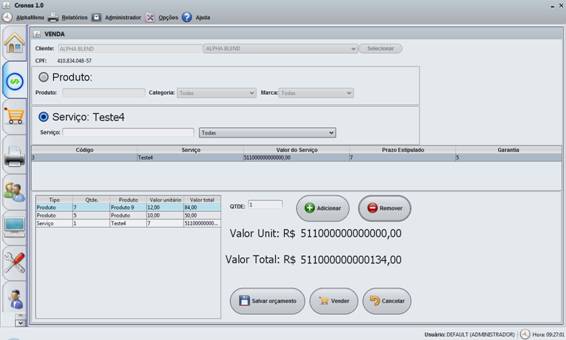 Cronos 1.0
AlphaMenu Relatórios Administrador Opções Ajuda
VENDA
Cliente: ALPHA BLEND ALPHA BLEND Selecionar
CPF: 410.834.048-57
Produto:
Produto: Categoria: Todas Marca: Todas
Serviço: Teste4
Serviço: Todas
Código Serviço Valor do Serviço Prazo Estipulado Garantia
3 Teste4 511000000000000,00 7 5
Tipo Qtde. Produto Valor unitário Valor total
Produto 7 Produto 9 12,00 84,00
Produto 5 Produto 10,00 50,00
Serviço 1 Teste4 7 51100000000...
QTDE: 1 Adicionar Remover
Valor Unit: R$ 511000000000000,00
Valor Total: R$ 511000000000134,00
Salvar orçamento Vender Cancelar
Usuário: DEFAULT (ADMINISTRADOR) Hora: 09:27:01